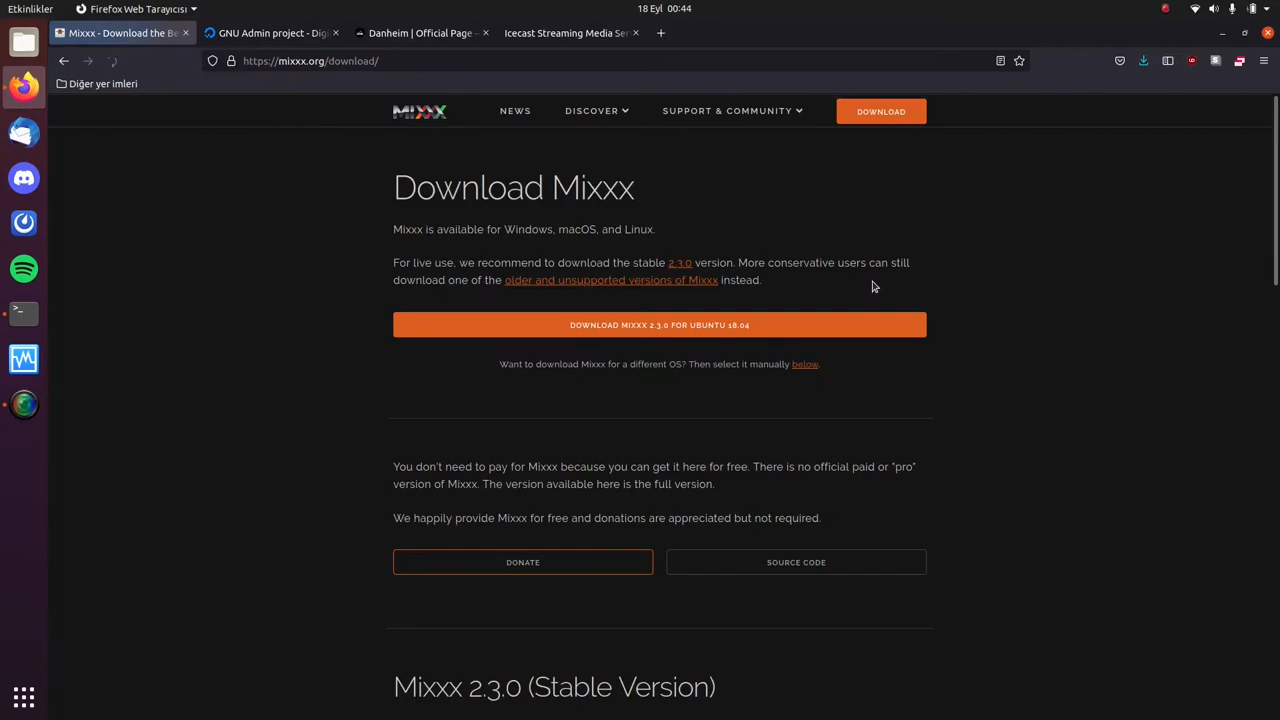 Etkinlikler
Firefox Web Tarayıcısı
18 Eyl 00:44
Mixxx - Download the Be
GNU Admin project - Digi
Danheim | Official Page –
Icecast Streaming Media Ser
https://mixxx.org/download/
Diğer yer imleri
MIXXX
NEWS
DISCOVER
SUPPORT & COMMUNITY
DOWNLOAD
Download Mixxx
Mixxx is available for Windows, macOS, and Linux.
For live use, we recommend to download the stable 2.3.0 version. More conservative users can still
download one of the older and unsupported versions of Mixxx instead.
DOWNLOAD MIXXX 2.3.0 FOR UBUNTU 18.04
Want to download Mixxx for a different OS? Then select it manually below.
You don't need to pay for Mixxx because you can get it here for free. There is no official paid or "pro"
version of Mixxx. The version available here is the full version.
We happily provide Mixxx for free and donations are appreciated but not required.
DONATE
SOURCE CODE
Mixxx 2.3.0 (Stable Version)